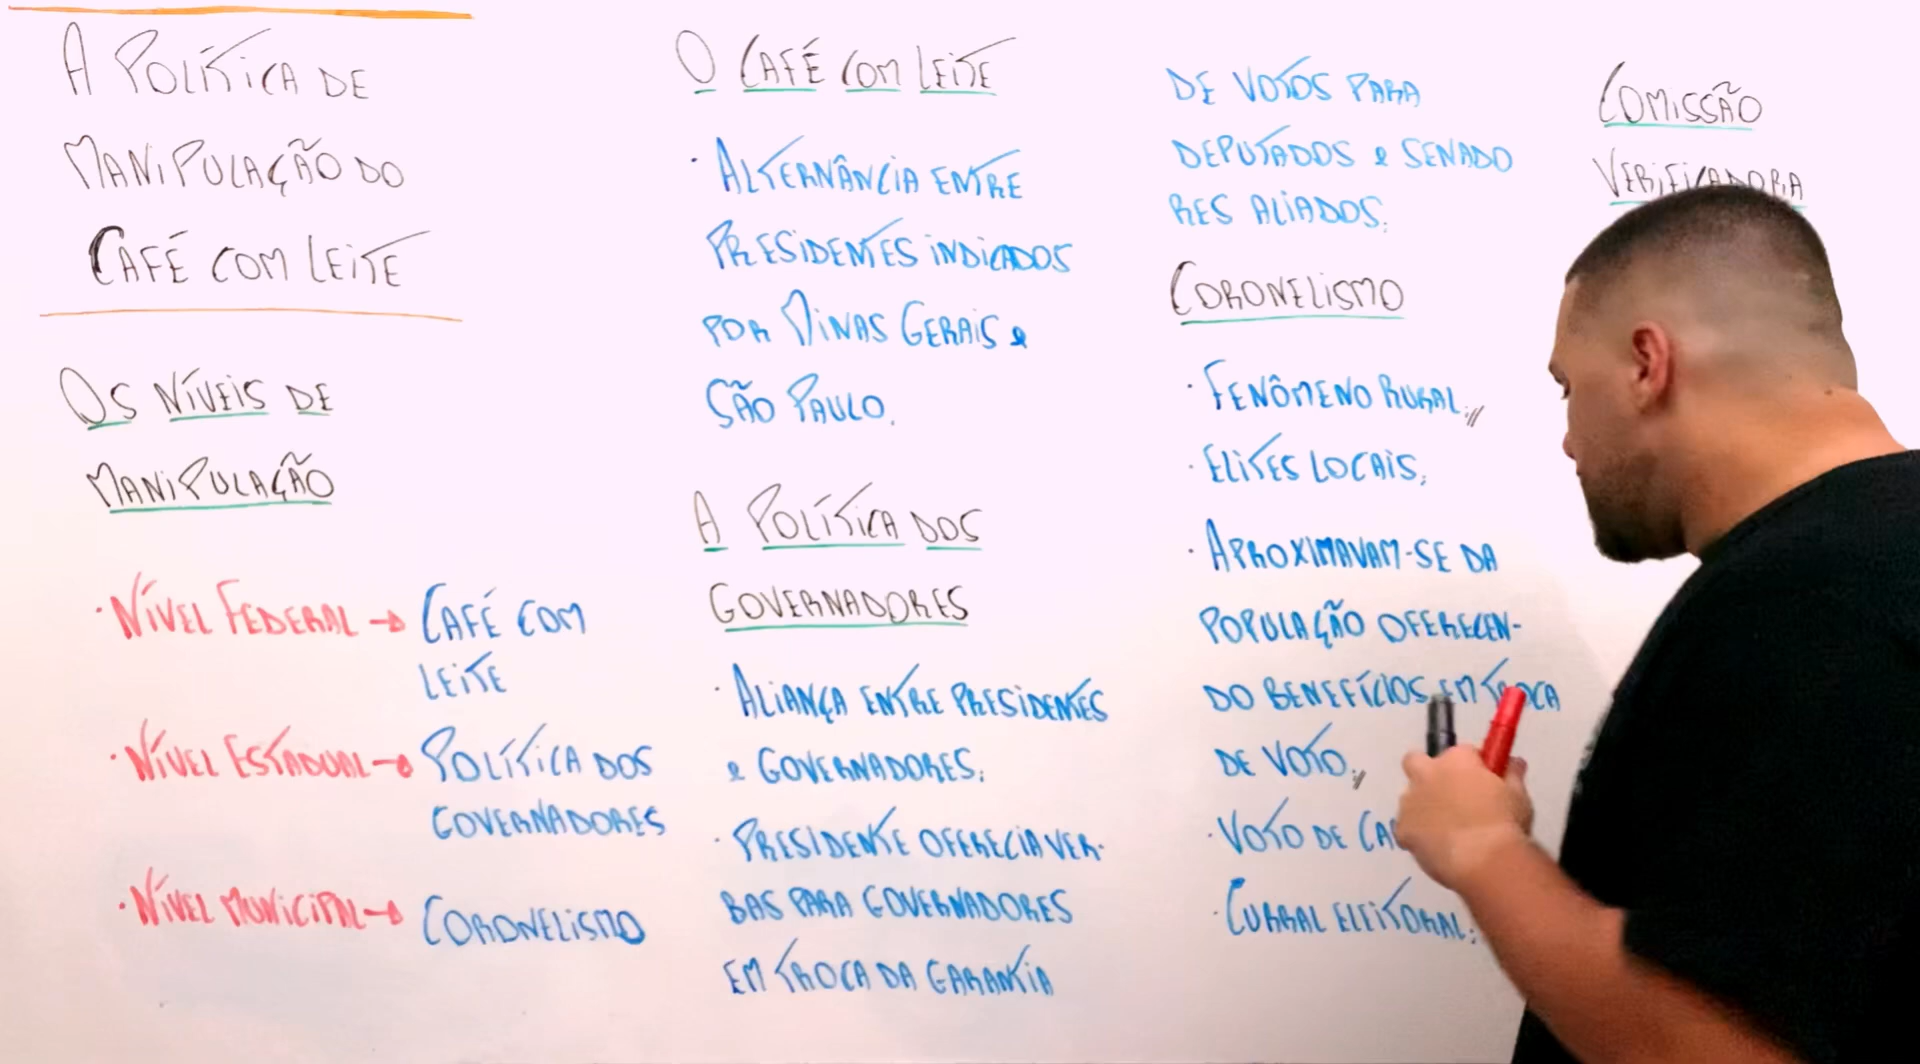 A POLÍTICA DE
MANIPULAÇÃO DO
CAFÉ COM LEITE
OS NÍVEIS DE
MANIPULAÇÃO
· NÍVEL FEDERAL → CAFÉ COM
LEITE
· NÍVEL ESTADUAL → POLÍTICA DOS
GOVERNADORES
· NÍVEL MUNICIPAL → CORONELISMO
O CAFÉ COM LEITE
· ALTERNÂNCIA ENTRE
PRESIDENTES INDICADOS
POR MINAS GERAIS e
SÃO PAULO.
A POLÍTICA DOS
GOVERNADORES
· ALIANÇA ENTRE PRESIDENTES
e GOVERNADORES;
· PRESIDENTE OFERECIA VER-
BAS PARA GOVERNADORES
EM TROCA DA GARANTIA
DE VOTOS PARA
DEPUTADOS e SENADO
RES ALIADOS;
CORONELISMO
· FENÔMENO RURAL;
· ELITES LOCAIS;
· APROXIMAVAM-SE DA
POPULAÇÃO OFERECEN-
DO BENEFÍCIOS EM TROCA
DE VOTO;
· VOTO DE
· CURRAL ELEITORAL;
COMISSÃO
VERIFICADORA